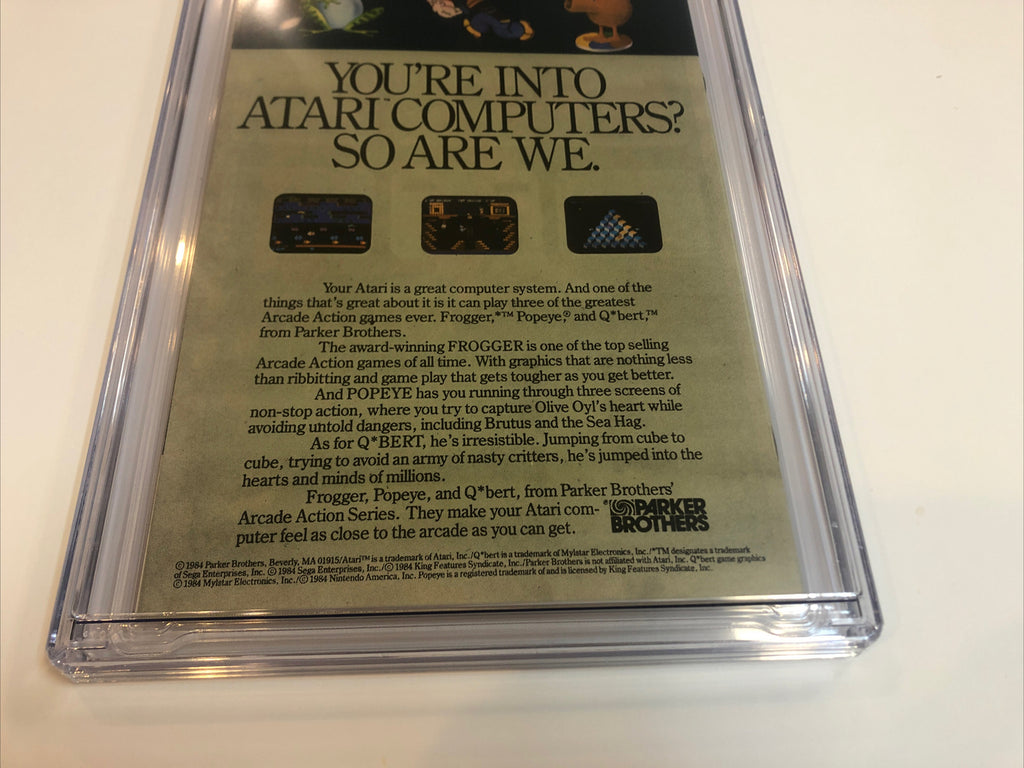 YOU'RE INTO
ATARI™ COMPUTERS?
SO ARE WE.
Your Atari is a great computer system. And one of the
things that's great about it is it can play three of the greatest
Arcade Action games ever. Frogger,*™ Popeye,® and Q*bert,™
from Parker Brothers.
The award-winning FROGGER is one of the top selling
Arcade Action games of all time. With graphics that are nothing less
than ribbitting and game play that gets tougher as you get better.
And POPEYE has you running through three screens of
non-stop action, where you try to capture Olive Oyl's heart while
avoiding untold dangers, including Brutus and the Sea Hag.
As for Q*BERT, he's irresistible. Jumping from cube to
cube, trying to avoid an army of nasty critters, he's jumped into the
hearts and minds of millions.
Frogger, Popeye, and Q*bert, from Parker Brothers'
Arcade Action Series. They make your Atari com-
puter feel as close to the arcade as you can get.
PARKER
BROTHERS
© 1984 Parker Brothers, Beverly, MA 01915/Atari™ is a trademark of Atari, Inc./Q*bert is a trademark of Mylstar Electronics, Inc./*TM designates a trademark
of Sega Enterprises, Inc. © 1984 Sega Enterprises, Inc./© 1984 King Features Syndicate, Inc./Parker Brothers is not affiliated with Atari, Inc. Q*bert game graphics
© 1984 Mylstar Electronics, Inc./© 1984 Nintendo America, Inc. Popeye is a registered trademark of and is licensed by King Features Syndicate, Inc.